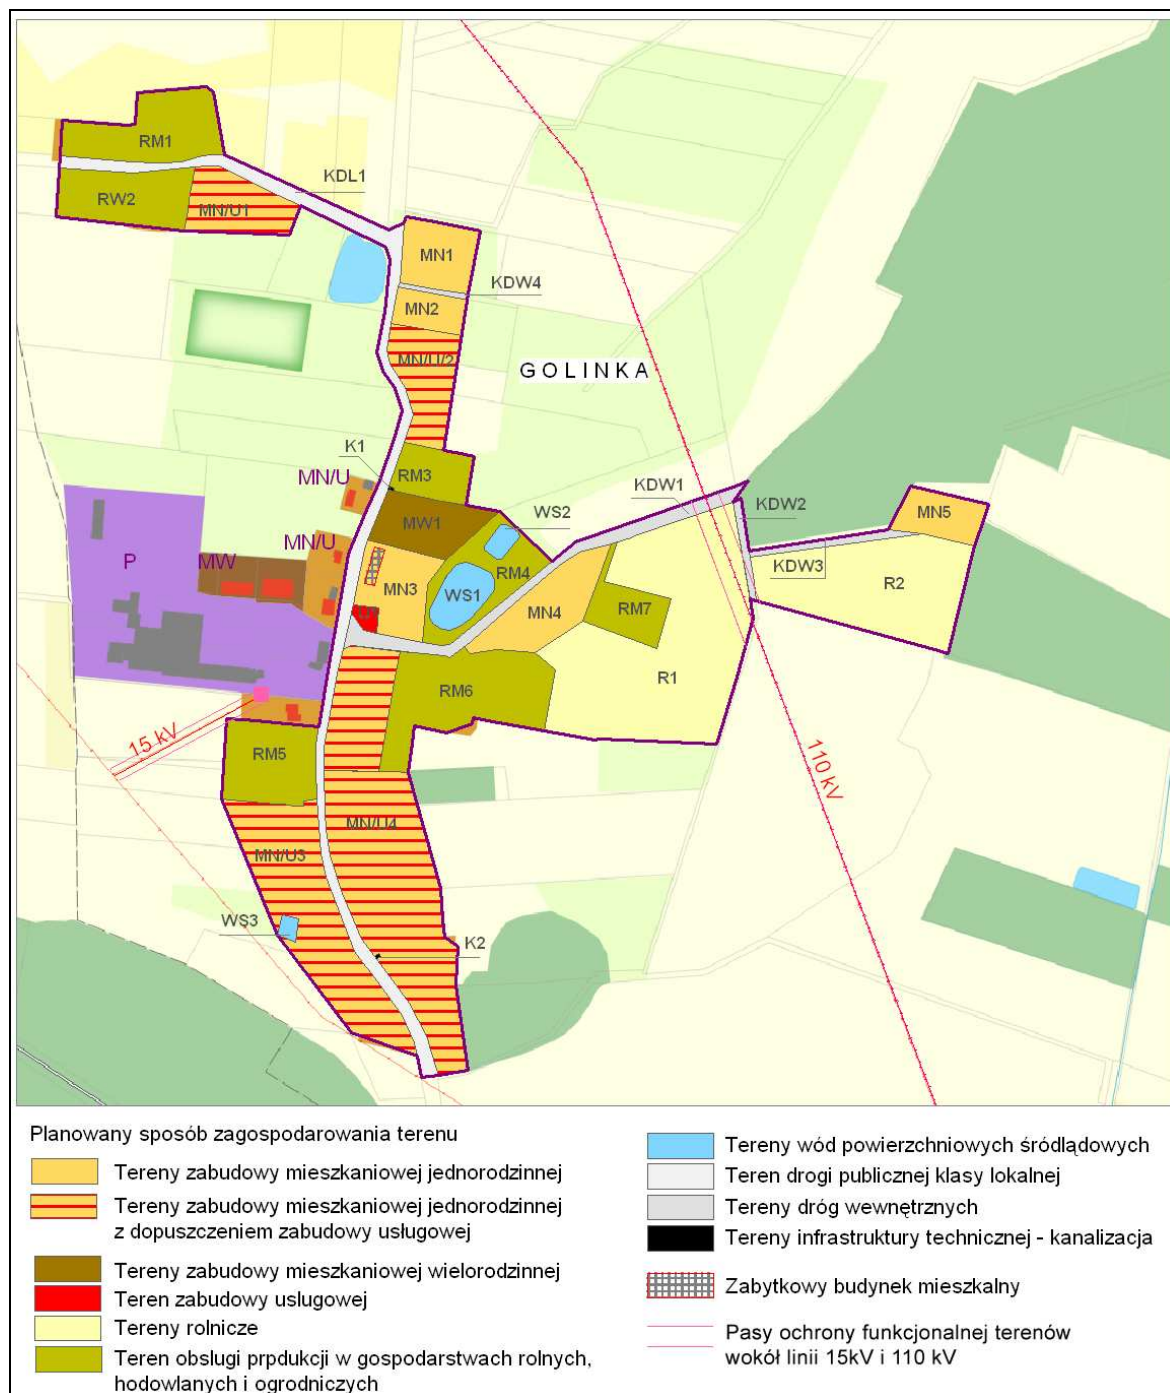 RM1
KDL1
RW2
MN/U1
MN1
KDW4
MN2
MN/U/2
GOLINKA
K1
MN/U
RM3
KDW1
KDW2
MN5
WS2
MW1
MN/U
P
MW
RM4
KDW3
R2
MN3
WS1
MN4
RM7
R1
RM6
15 kV
RM5
110 kV
MN/U4
MN/U3
WS3
K2
Planowany sposób zagospodarowania terenu
Tereny zabudowy mieszkaniowej jednorodzinnej
Tereny zabudowy mieszkaniowej jednorodzinnej
z dopuszczeniem zabudowy usługowej
Tereny zabudowy mieszkaniowej wielorodzinnej
Teren zabudowy uslugowej
Tereny rolnicze
Teren obslugi prpdukcji w gospodarstwach rolnych,
hodowlanych i ogrodniczych
Tereny wód powierzchniowych śródlądowych
Teren drogi publicznej klasy lokalnej
Tereny dróg wewnętrznych
Tereny infrastruktury technicznej - kanalizacja
Zabytkowy budynek mieszkalny
Pasy ochrony funkcjonalnej terenów
wokół linii 15kV i 110 kV